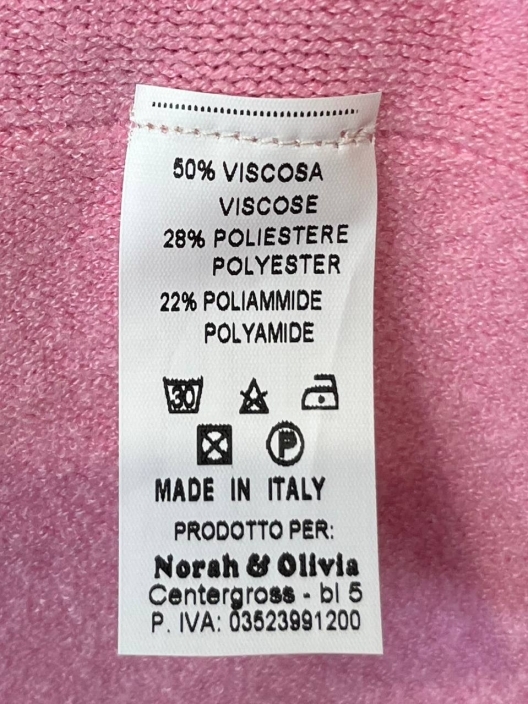 50% VISCOSA
VISCOSE
28% POLIESTERE
POLYESTER
22% POLIAMMIDE
POLYAMIDE
30
P
MADE IN ITALY
PRODOTTO PER:
Norah & Olivia
Centergross - bl 5
P. IVA: 03523991200